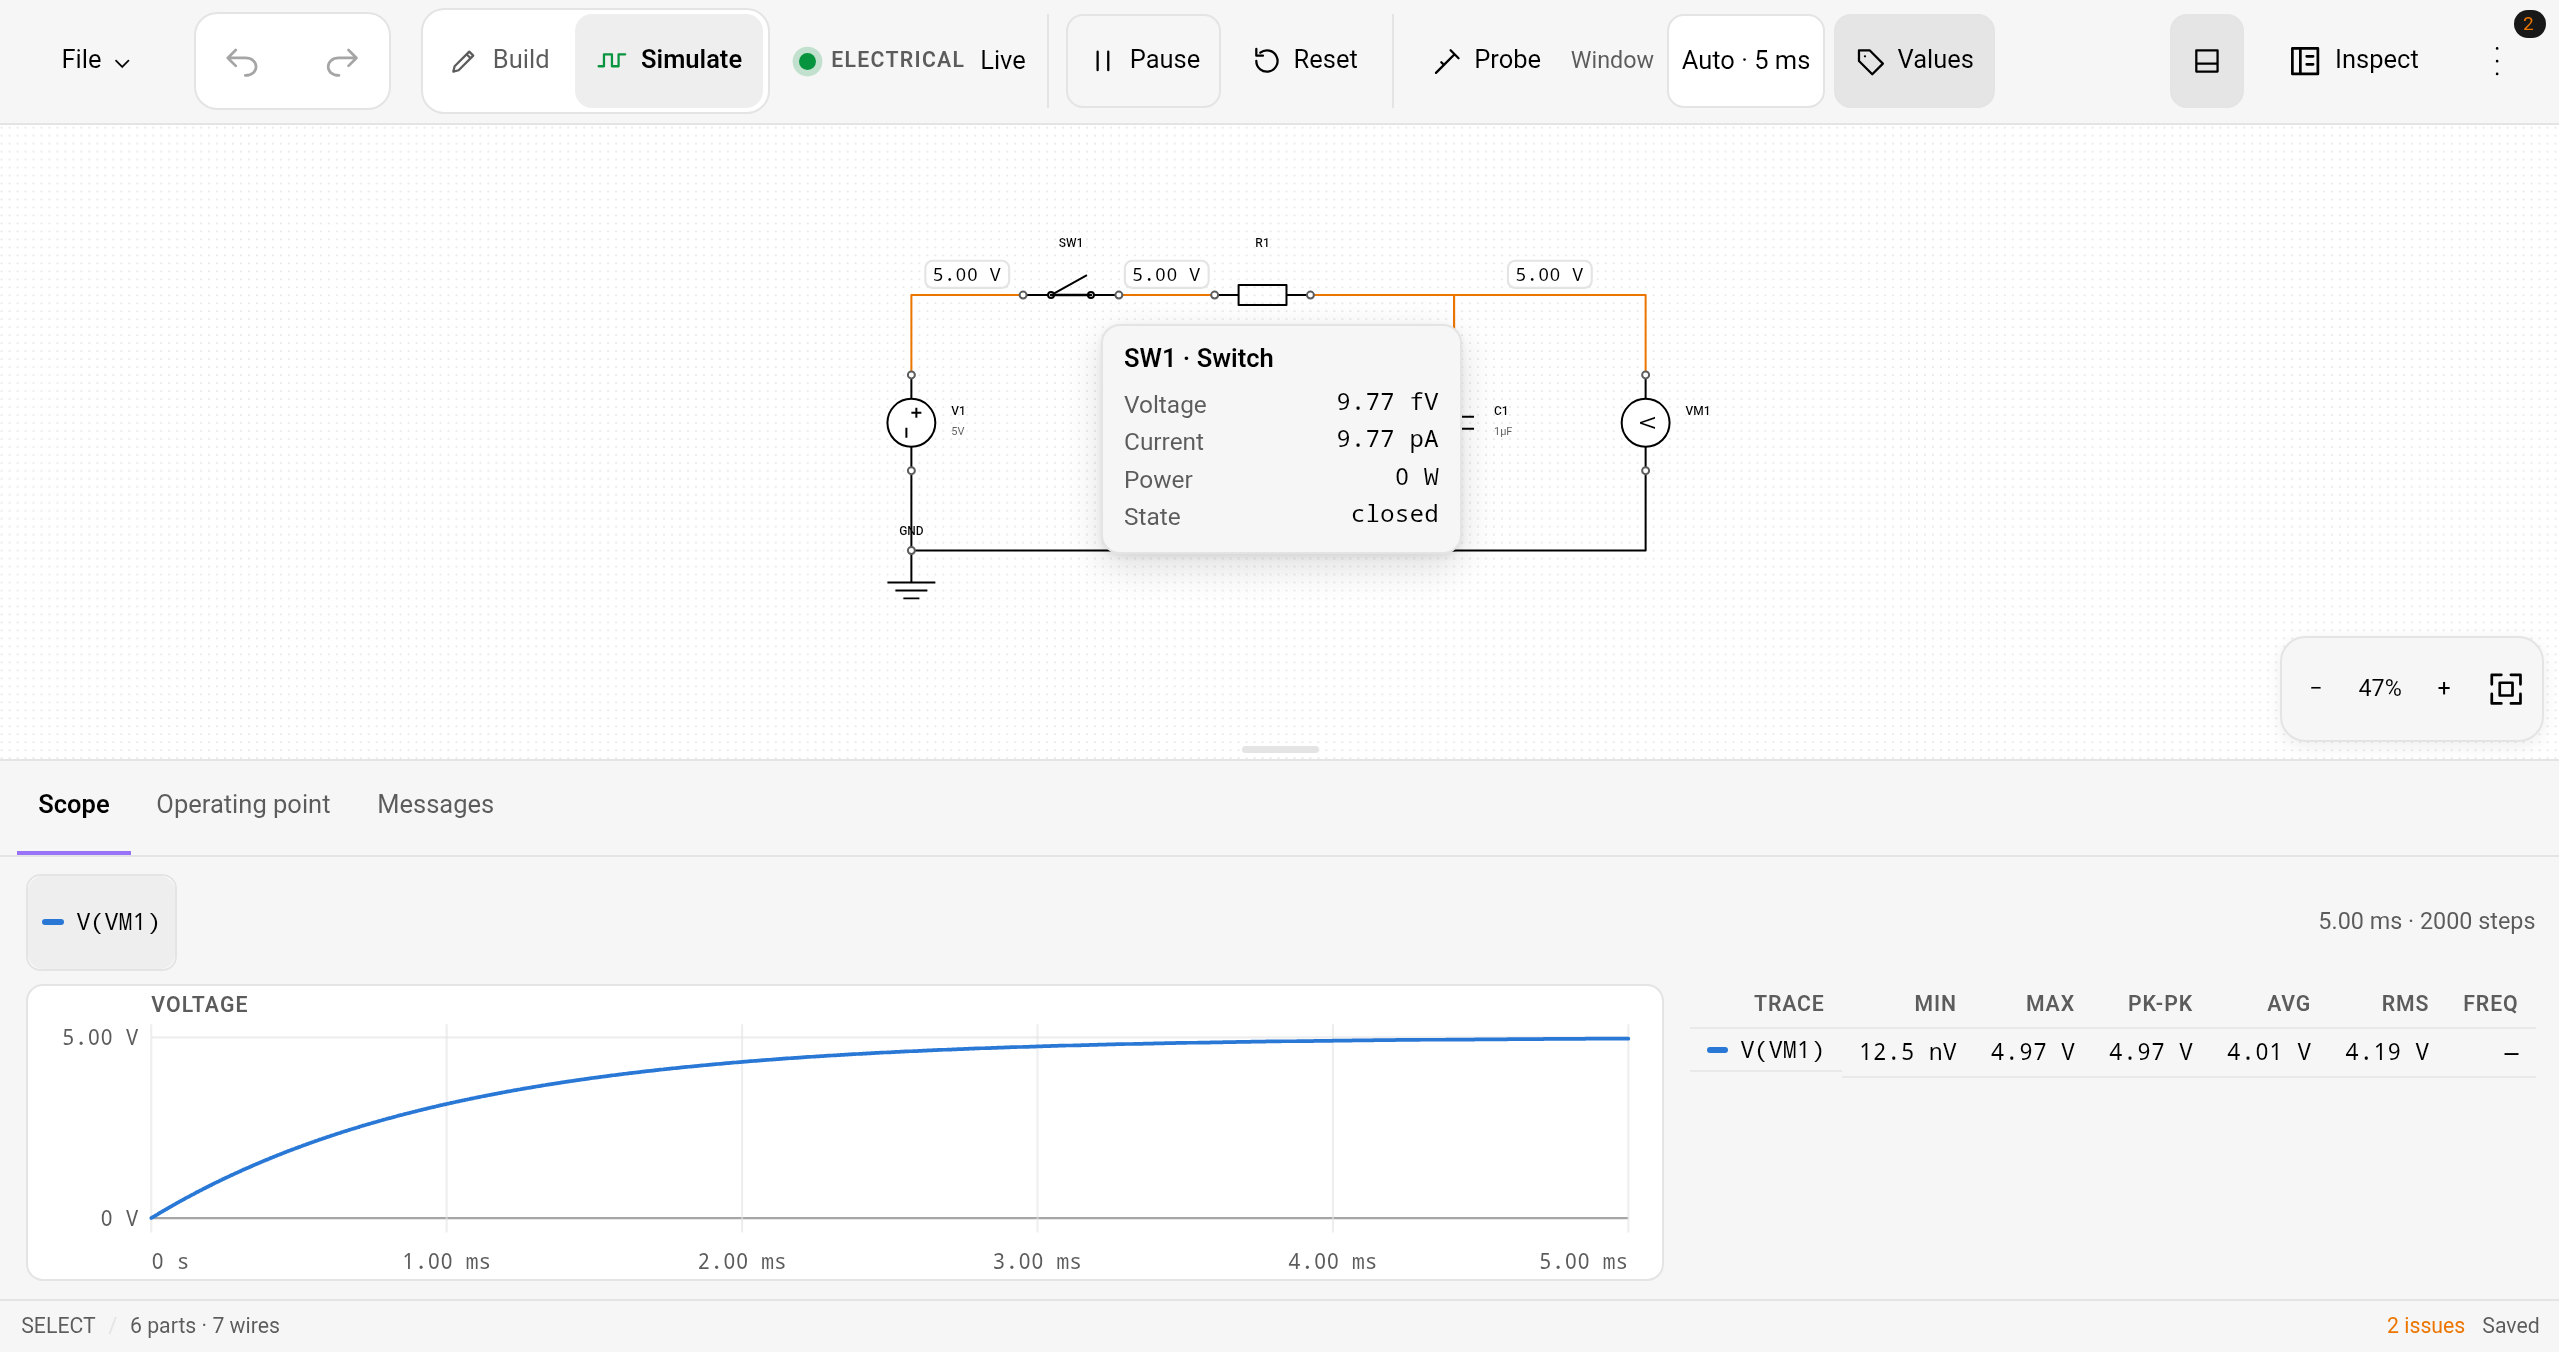 2
File Build Simulate ELECTRICAL Live Pause Reset Probe Window Auto · 5 ms Values Inspect
SW1 R1
5.00 V 5.00 V 5.00 V
SW1 · Switch
Voltage 9.77 fV
Current 9.77 pA
Power 0 W
State closed
V1
5V
C1
1µF
V
VM1
GND
− 47% +
Scope Operating point Messages
V(VM1) 5.00 ms · 2000 steps
VOLTAGE
5.00 V
0 V
0 s 1.00 ms 2.00 ms 3.00 ms 4.00 ms 5.00 ms
TRACE MIN MAX PK-PK AVG RMS FREQ
V(VM1) 12.5 nV 4.97 V 4.97 V 4.01 V 4.19 V —
SELECT / 6 parts · 7 wires 2 issues Saved